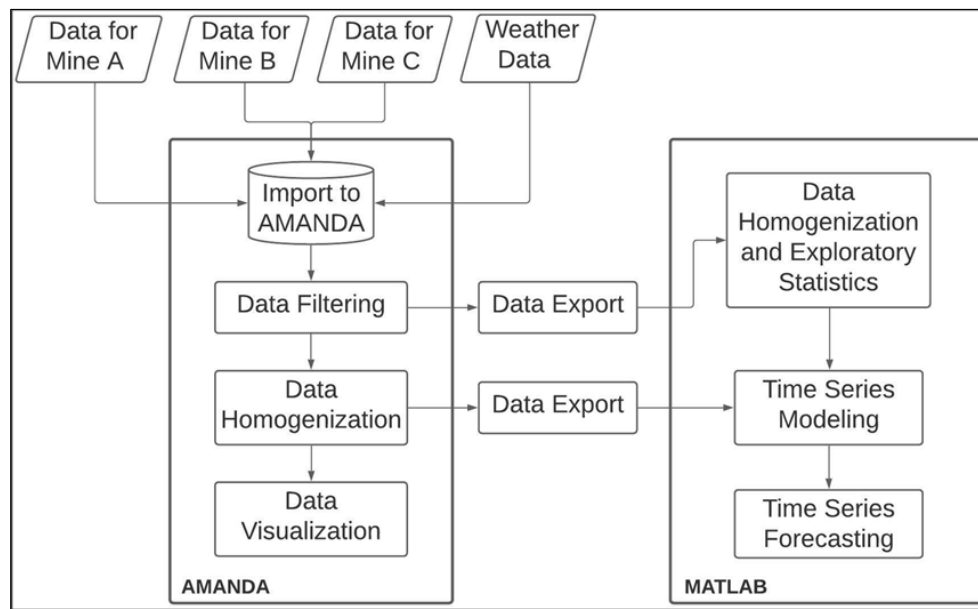 Data for
Mine A
Data for
Mine B
Data for
Mine C
Weather
Data
Import to
AMANDA
Data Filtering
Data Export
Data
Homogenization
and Exploratory
Statistics
Data
Homogenization
Data Export
Time Series
Modeling
Data
Visualization
Time Series
Forecasting
AMANDA
MATLAB